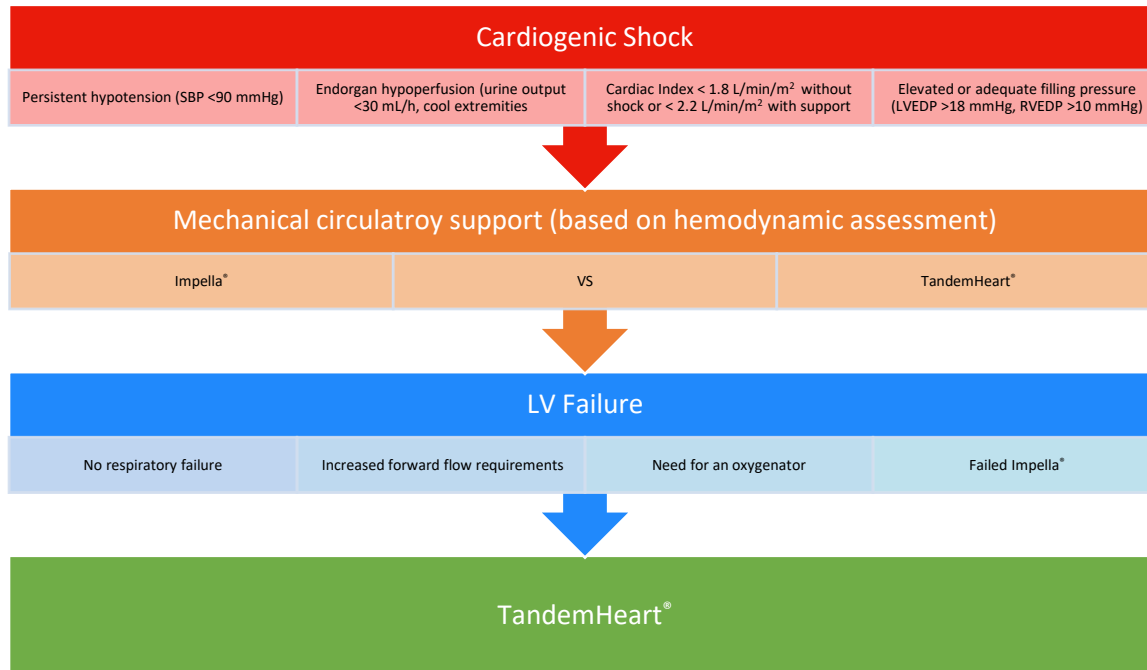 Cardiogenic Shock
Persistent hypotension (SBP <90 mmHg)
Endorgan hypoperfusion (urine output
<30 mL/h, cool extremities
Cardiac Index < 1.8 L/min/m² without
shock or < 2.2 L/min/m² with support
Elevated or adequate filling pressure
(LVEDP >18 mmHg, RVEDP >10 mmHg)
Mechanical circulatroy support (based on hemodynamic assessment)
Impella®
VS
TandemHeart®
LV Failure
No respiratory failure
Increased forward flow requirements
Need for an oxygenator
Failed Impella®
TandemHeart®